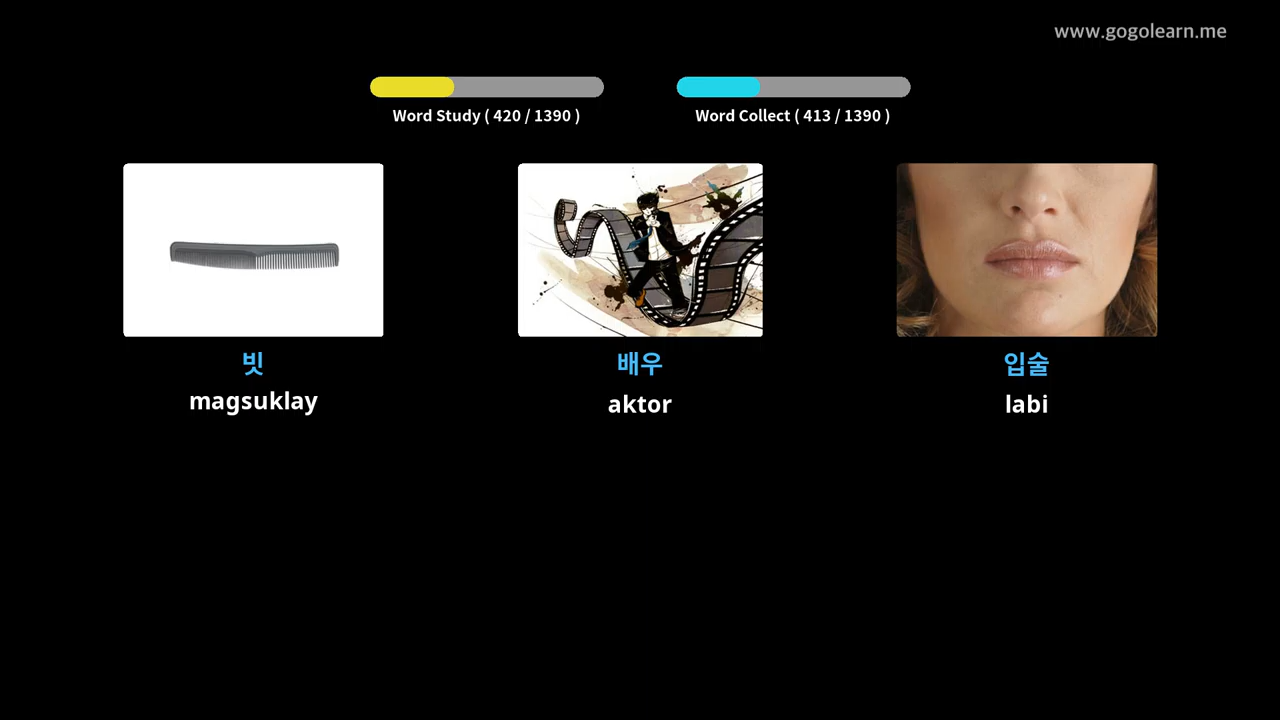 www.gogolearn.me
Word Study ( 420 / 1390 )
Word Collect ( 413 / 1390 )
빗
배우
입술
magsuklay
aktor
labi